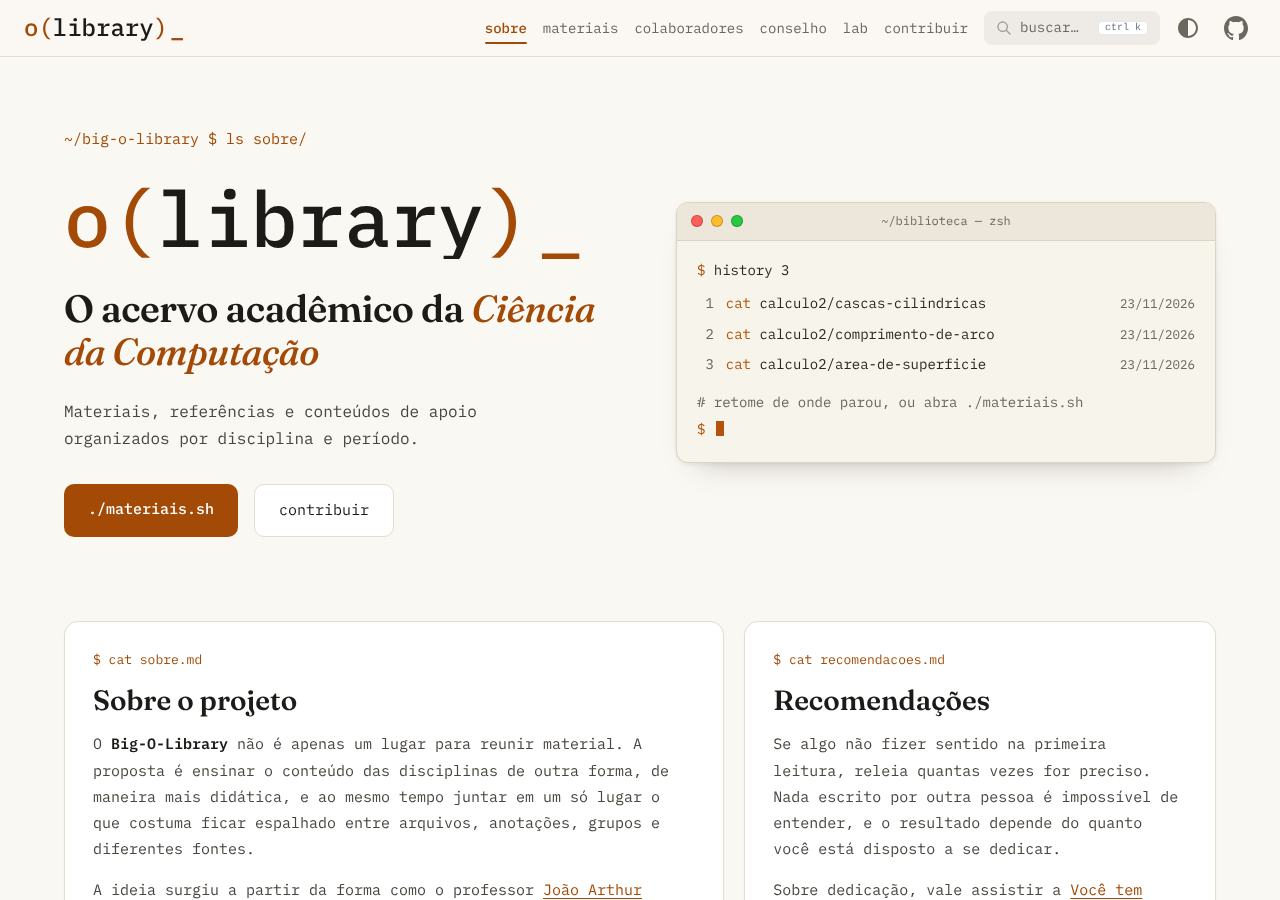 o(library)_
sobre materiais colaboradores conselho lab contribuir buscar… ctrl k
~/big-o-library $ ls sobre/
o(library)_
O acervo acadêmico da Ciência
da Computação
Materiais, referências e conteúdos de apoio
organizados por disciplina e período.
./materiais.sh contribuir
~/biblioteca — zsh
$ history 3
1 cat calculo2/cascas-cilindricas 23/11/2026
2 cat calculo2/comprimento-de-arco 23/11/2026
3 cat calculo2/area-de-superficie 23/11/2026
# retome de onde parou, ou abra ./materiais.sh
$
$ cat sobre.md
Sobre o projeto
O Big-O-Library não é apenas um lugar para reunir material. A
proposta é ensinar o conteúdo das disciplinas de outra forma, de
maneira mais didática, e ao mesmo tempo juntar em um só lugar o
que costuma ficar espalhado entre arquivos, anotações, grupos e
diferentes fontes.
A ideia surgiu a partir da forma como o professor João Arthur
$ cat recomendacoes.md
Recomendações
Se algo não fizer sentido na primeira
leitura, releia quantas vezes for preciso.
Nada escrito por outra pessoa é impossível de
entender, e o resultado depende do quanto
você está disposto a se dedicar.
Sobre dedicação, vale assistir a Você tem